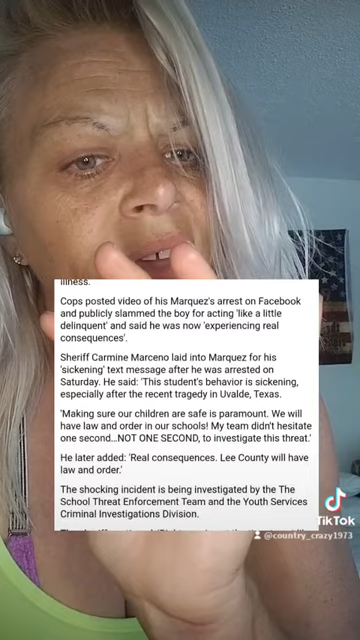 illness.
Cops posted video of his Marquez's arrest on Facebook
and publicly slammed the boy for acting 'like a little
delinquent' and said he was now 'experiencing real
consequences'.
Sheriff Carmine Marceno laid into Marquez for his
'sickening' text message after he was arrested on
Saturday. He said: 'This student's behavior is sickening,
especially after the recent tragedy in Uvalde, Texas.
'Making sure our children are safe is paramount. We will
have law and order in our schools! My team didn't hesitate
one second…NOT ONE SECOND, to investigate this threat.'
He later added: 'Real consequences. Lee County will have
law and order.'
The shocking incident is being investigated by the The
School Threat Enforcement Team and the Youth Services
Criminal Investigations Division.
TikTok
@country_crazy1973